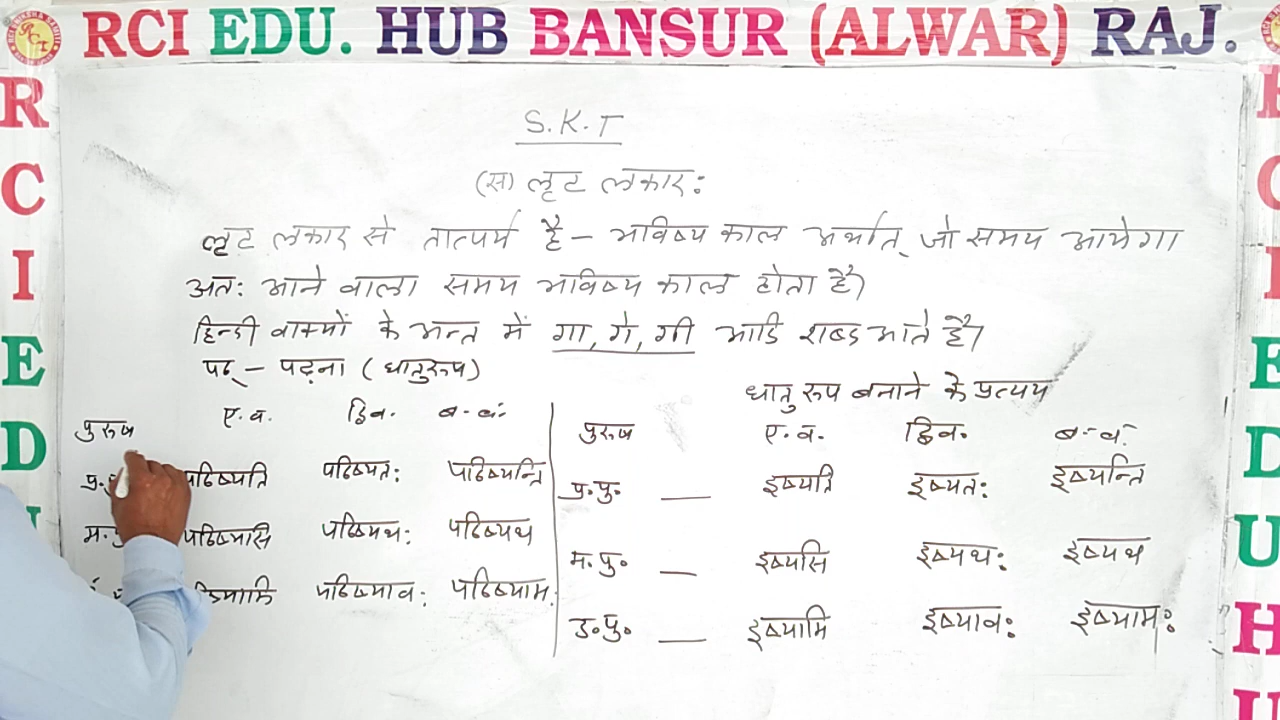 RCI EDU. HUB BANSUR (ALWAR) RAJ.
R
C
I
E
D
S.K.T
(स) लृट लकार:
लृट लकार से तात्पर्य है - भविष्य काल अर्थात् जो समय आयेगा
अत: आने वाला समय भविष्य काल होता है।
हिन्दी वाक्यों के अन्त में गा, गे, गी आदि शब्द आते हैं।
पठ् - पढ़ना ( धातुरूप)
पुरुष ए.व. द्विव. ब-व:
प्र.पु पठिष्यति पठिष्यत: पठिष्यन्ति
म.पु पठिष्यसि पठिष्यथ: पठिष्यथ
पठिष्याव: पठिष्याम:
धातु रूप बनाने के प्रत्यय
पुरुष ए.व. द्विव. ब-व:
प्र.पु. — इष्यति इष्यत: इष्यन्ति
म.पु. — इष्यसि इष्यथ: इष्यथ
उ.पु. — इष्यामि इष्याव: इष्याम:
E
D
U
H
U